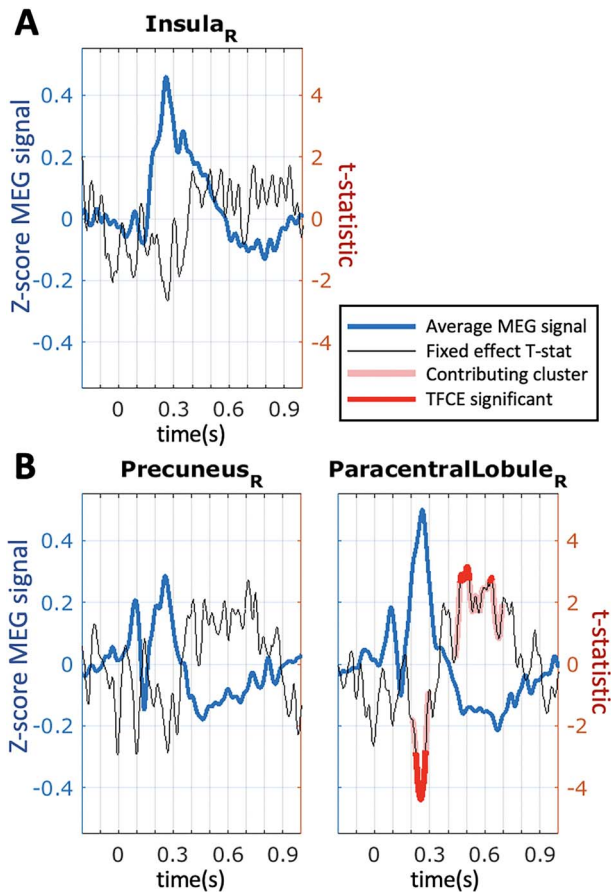 A
Insula_R
Z-score MEG signal
0.4
0.2
0
-0.2
-0.4
4
2
0
-2
-4
t-statistic
0 0.3 0.6 0.9
time(s)
Average MEG signal
Fixed effect T-stat
Contributing cluster
TFCE significant
B
Precuneus_R
ParacentralLobule_R
Z-score MEG signal
0.4
0.2
0
-0.2
-0.4
4
2
0
-2
-4
t-statistic
0 0.3 0.6 0.9
0 0.3 0.6 0.9
time(s)
time(s)